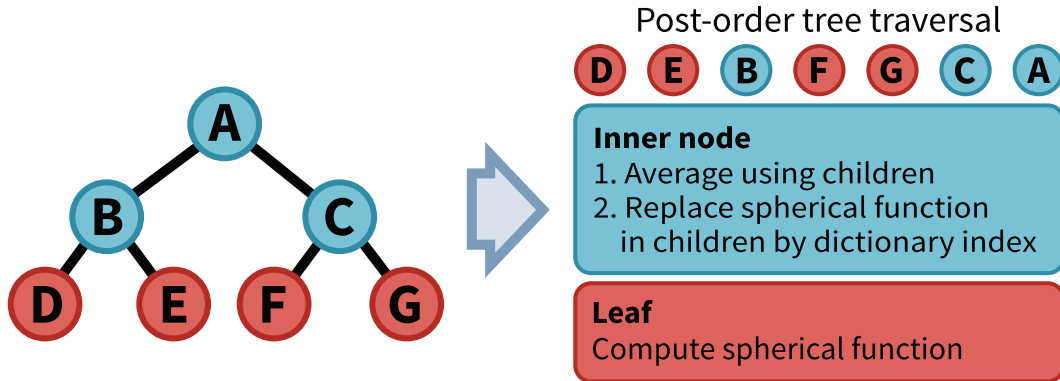 Post-order tree traversal
D E B F G C A
A
B C
D E F G
Inner node
1. Average using children
2. Replace spherical function
in children by dictionary index
Leaf
Compute spherical function